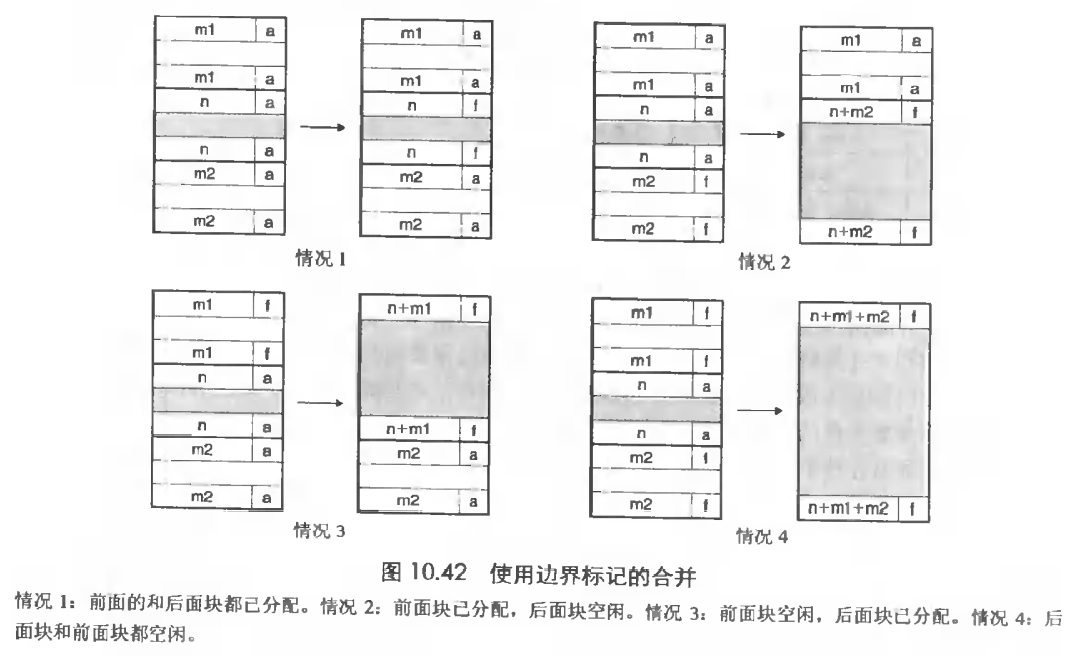 m1 a
m1 a
n a
n a
m2 a
m2 a
m1 a
m1 a
n f
n f
m2 a
m2 a
情况 1
m1 a
m1 a
n a
n a
m2 f
m2 f
m1 a
m1 a
n+m2 f
n+m2 f
情况 2
m1 f
m1 f
n a
n a
m2 a
m2 a
n+m1 f
n+m1 f
m2 a
m2 a
情况 3
m1 f
m1 f
n a
n a
m2 f
m2 f
n+m1+m2 f
n+m1+m2 f
情况 4
图 10.42 使用边界标记的合并
情况 1：前面的和后面块都已分配。情况 2：前面块已分配，后面块空闲。情况 3：前面块空闲，后面块已分配。情况 4：后
面块和前面块都空闲。